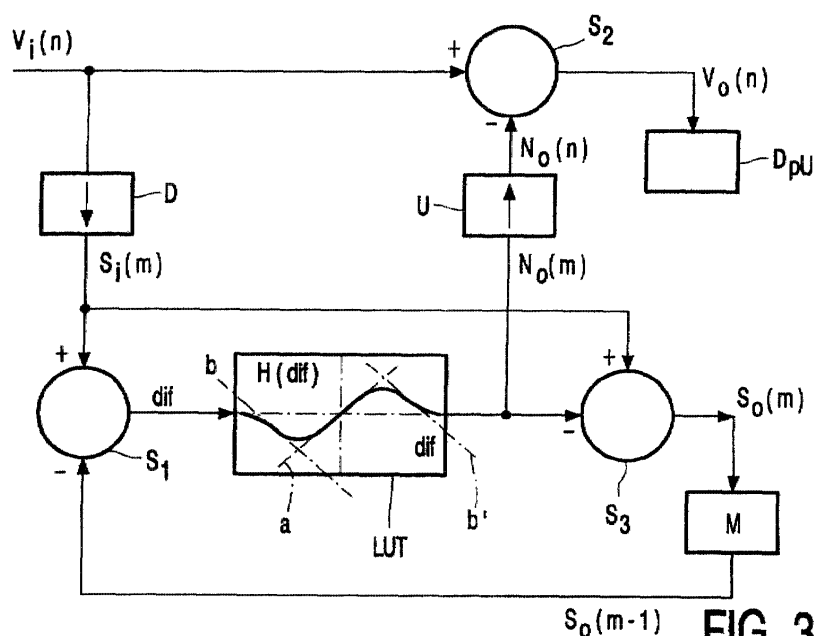 Vi(n)
+
S2
-
Vo(n)
No(n)
DpU
D
U
Si(m)
No(m)
+
b
H(dif)
+
dif
So(m)
-
dif
-
S1
a
b'
S3
LUT
M
So(m-1)
FIG. 3